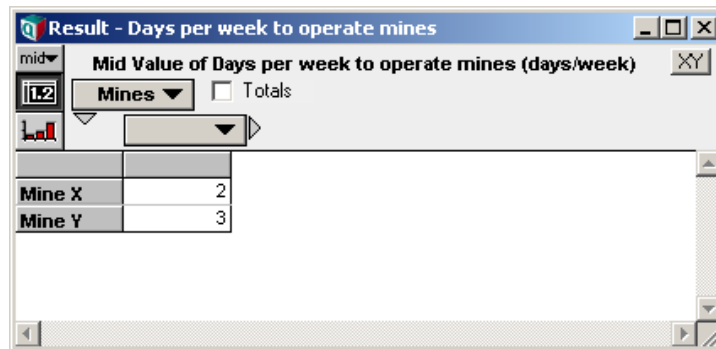 Result - Days per week to operate mines
mid
Mid Value of Days per week to operate mines (days/week)
XY
1.2
Mines
Totals
Mine X 2
Mine Y 3